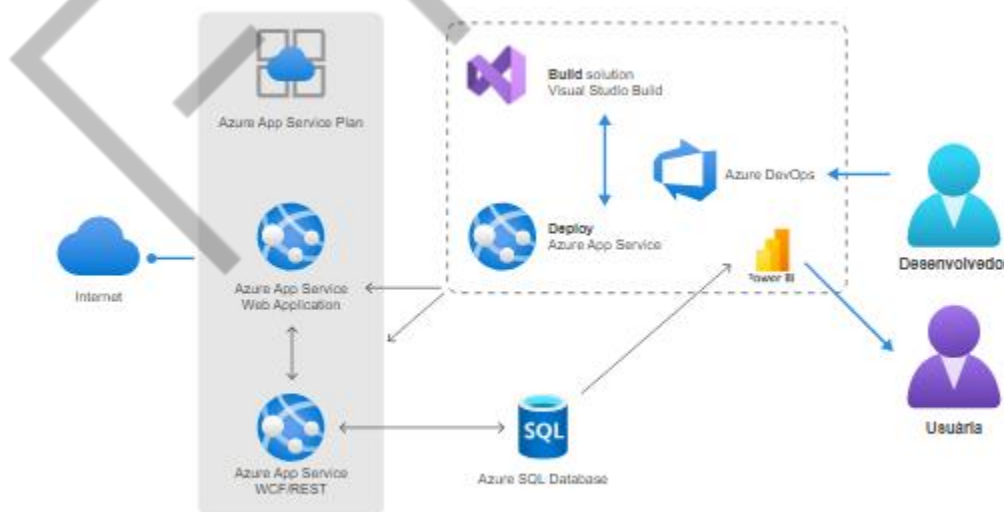 Azure App Service Plan
Build solution
Visual Studio Build
Azure DevOps
Deploy
Azure App Service
Internet
Azure App Service
Web Application
Power BI
Desenvolvedo
Azure App Service
WCF/REST
SQL
Azure SQL Database
Usuária